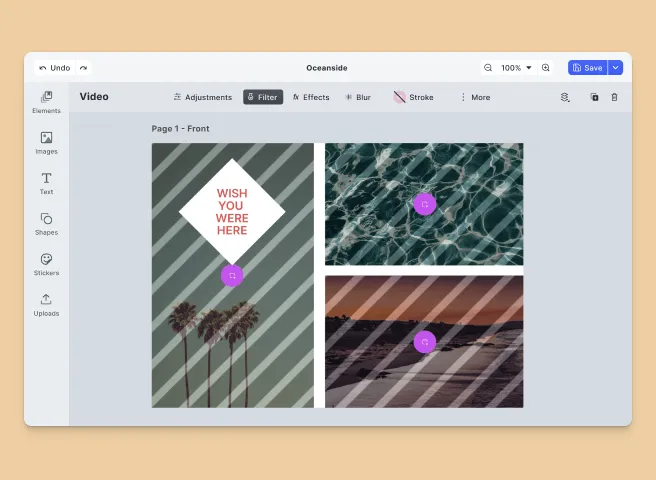 Undo
Oceanside
100%
Save
Video
Adjustments
Filter
fx Effects
Blur
Stroke
More
Elements
Images
Text
Shapes
Stickers
Uploads
Page 1 - Front
WISH
YOU
WERE
HERE